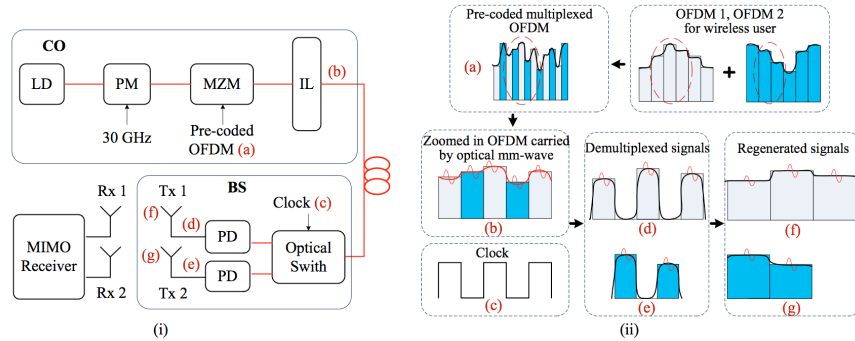 CO
LD
PM
MZM
IL
(b)
30 GHz
Pre-coded
OFDM (a)
BS
Rx 1
Tx 1
(f)
(d)
PD
Clock (c)
MIMO
Receiver
(g)
(e)
PD
Optical
Swith
Rx 2
Tx 2
(i)
Pre-coded multiplexed
OFDM
(a)
OFDM 1, OFDM 2
for wireless user
+
Zoomed in OFDM carried
by optical mm-wave
(b)
Clock
(c)
Demultiplexed signals
(d)
(e)
Regenerated signals
(f)
(g)
(ii)